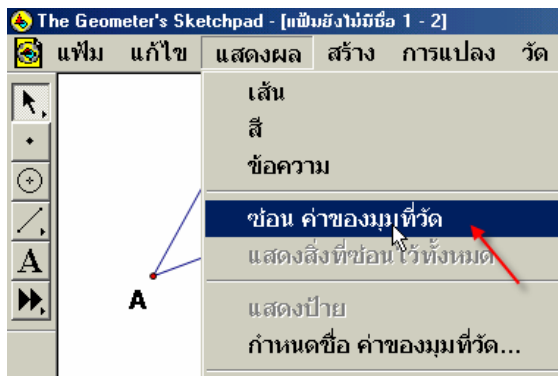 The Geometer's Sketchpad - [แฟ้มยังไม่มีชื่อ 1 - 2]
แฟ้ม แก้ไข แสดงผล สร้าง การแปลง วัด
เส้น
สี
ข้อความ
ซ่อน ค่าของมุมที่วัด
แสดงสิ่งที่ซ่อนไว้ทั้งหมด
แสดงป้าย
กำหนดชื่อ ค่าของมุมที่วัด...
A
A